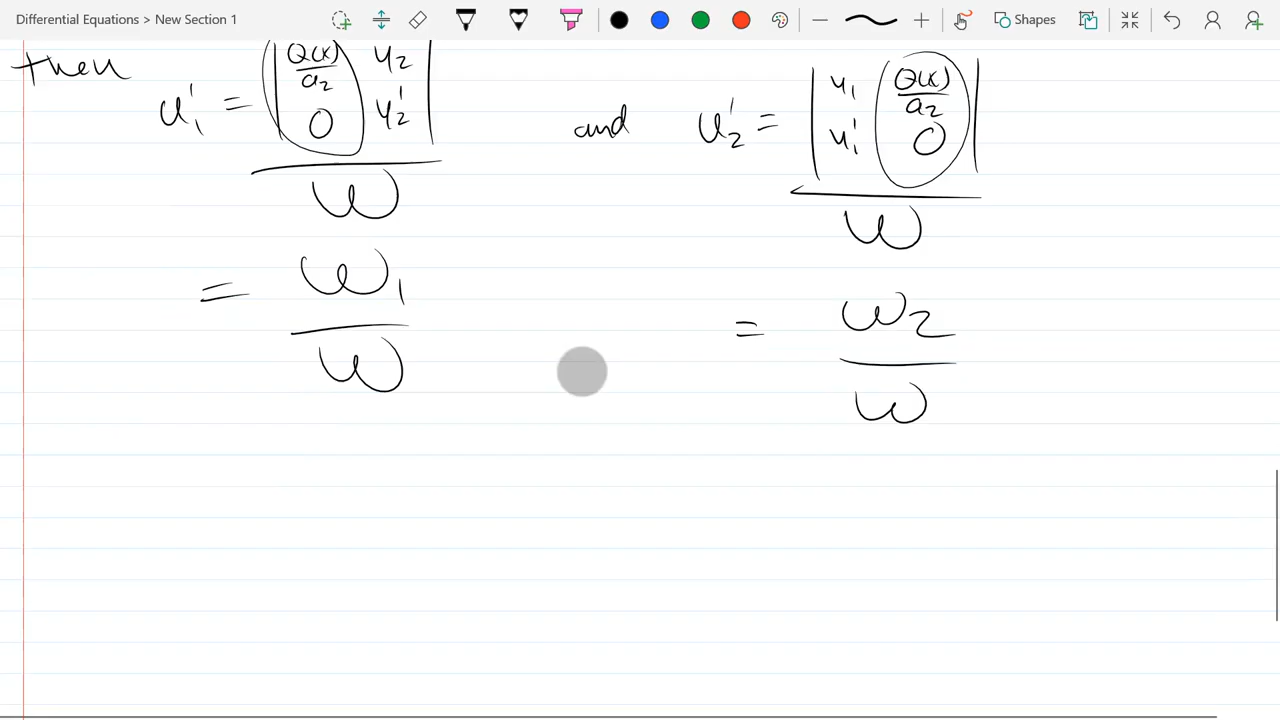 Differential Equations > New Section 1
Shapes
then
u₁' = | Q(x)/a₂ y₂ |
| 0 y₂' |
W
= W₁
W
and u₂' = | y₁ Q(x)/a₂ |
| y₁' 0 |
W
= W₂
W